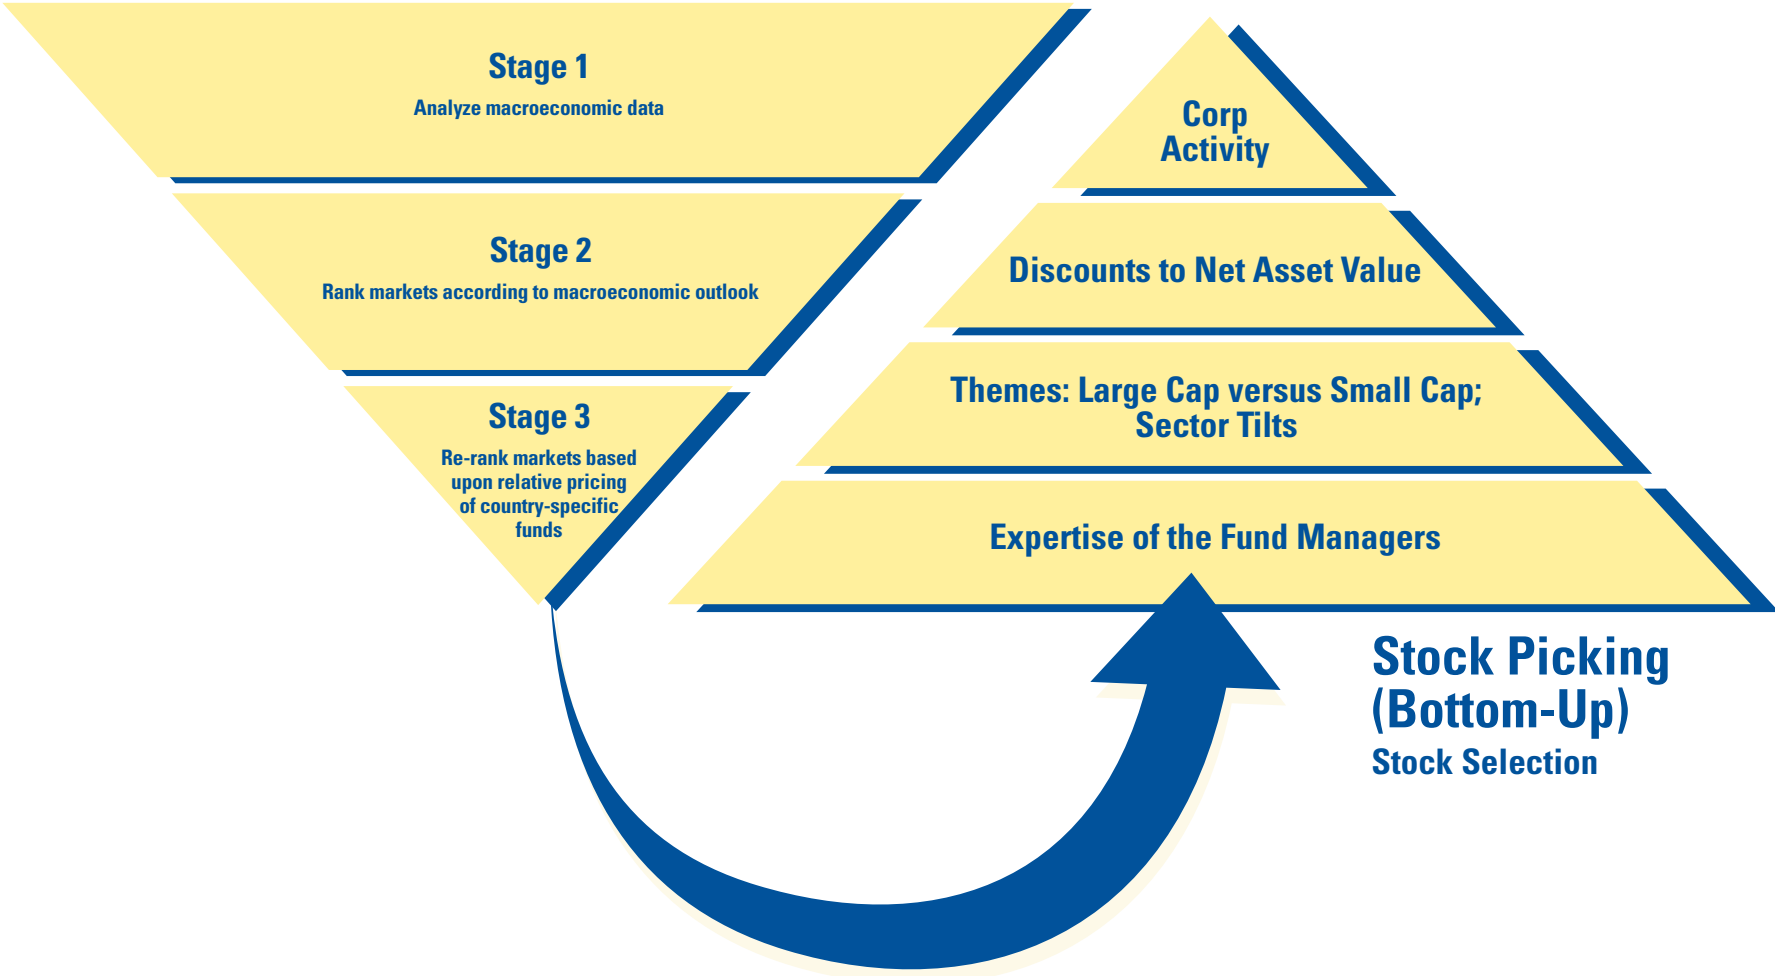 Stage 1
Analyze macroeconomic data
Stage 2
Rank markets according to macroeconomic outlook
Stage 3
Re-rank markets based
upon relative pricing
of country-specific
funds
Corp
Activity
Discounts to Net Asset Value
Themes: Large Cap versus Small Cap;
Sector Tilts
Expertise of the Fund Managers
Stock Picking
(Bottom-Up)
Stock Selection